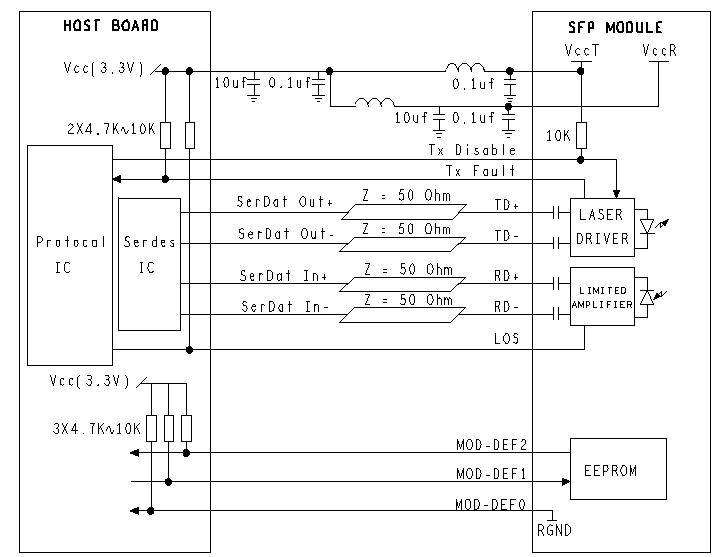 HOST BOARD
SFP MODULE
VccT
VccR
Vcc(3.3V)
10uf
0.1uf
0.1uf
10uf
0.1uf
2X4.7K~10K
10K
Tx Disable
Tx Fault
SerDat Out+
Z = 50 Ohm
TD+
SerDat Out-
Z = 50 Ohm
TD-
LASER
DRIVER
Protocal
IC
Serdes
IC
SerDat In+
Z = 50 Ohm
RD+
SerDat In-
Z = 50 Ohm
RD-
LIMITED
AMPLIFIER
LOS
Vcc(3.3V)
3X4.7K~10K
MOD-DEF2
MOD-DEF1
MOD-DEF0
EEPROM
RGND